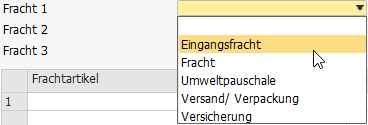 Fracht 1
Fracht 2
Fracht 3
Eingangsfracht
Fracht
Umweltpauschale
Versand/ Verpackung
Versicherung
Frachtartikel
1